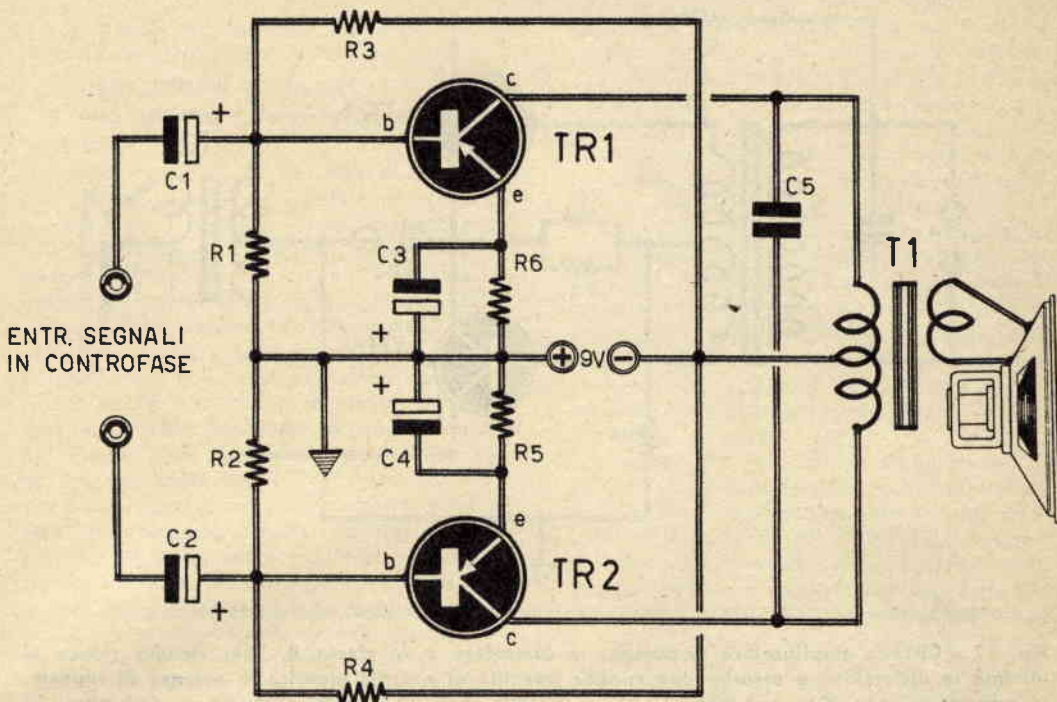 R3
c
+
b
TR1
C1
C5
e
R1
C3
R6
T1
ENTR. SEGNALI
IN CONTROFASE
+
+ 9V -
+
R2
C4
R5
e
C2
b
TR2
+
c
R4